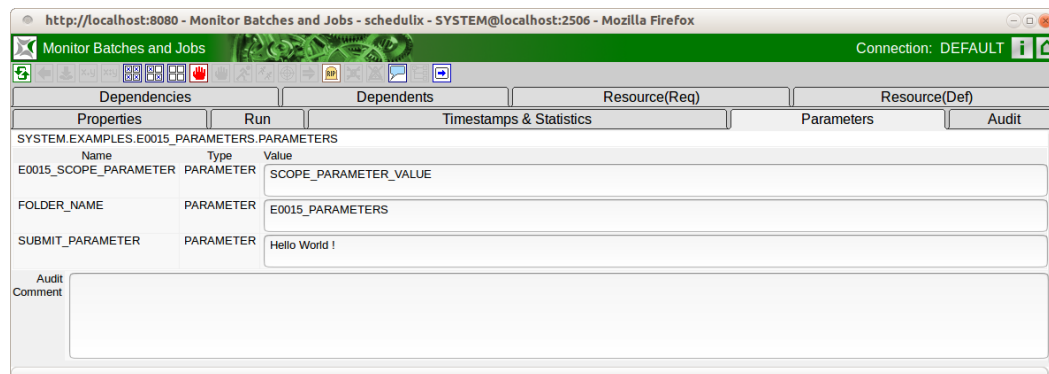 http://localhost:8080 - Monitor Batches and Jobs - schedulix - SYSTEM@localhost:2506 - Mozilla Firefox
Monitor Batches and Jobs Connection: DEFAULT
RIP
Dependencies Dependents Resource(Req) Resource(Def)
Properties Run Timestamps & Statistics Parameters Audit
SYSTEM.EXAMPLES.E0015_PARAMETERS.PARAMETERS
Name Type Value
E0015_SCOPE_PARAMETER PARAMETER SCOPE_PARAMETER_VALUE
FOLDER_NAME PARAMETER E0015_PARAMETERS
SUBMIT_PARAMETER PARAMETER Hello World !
Audit
Comment